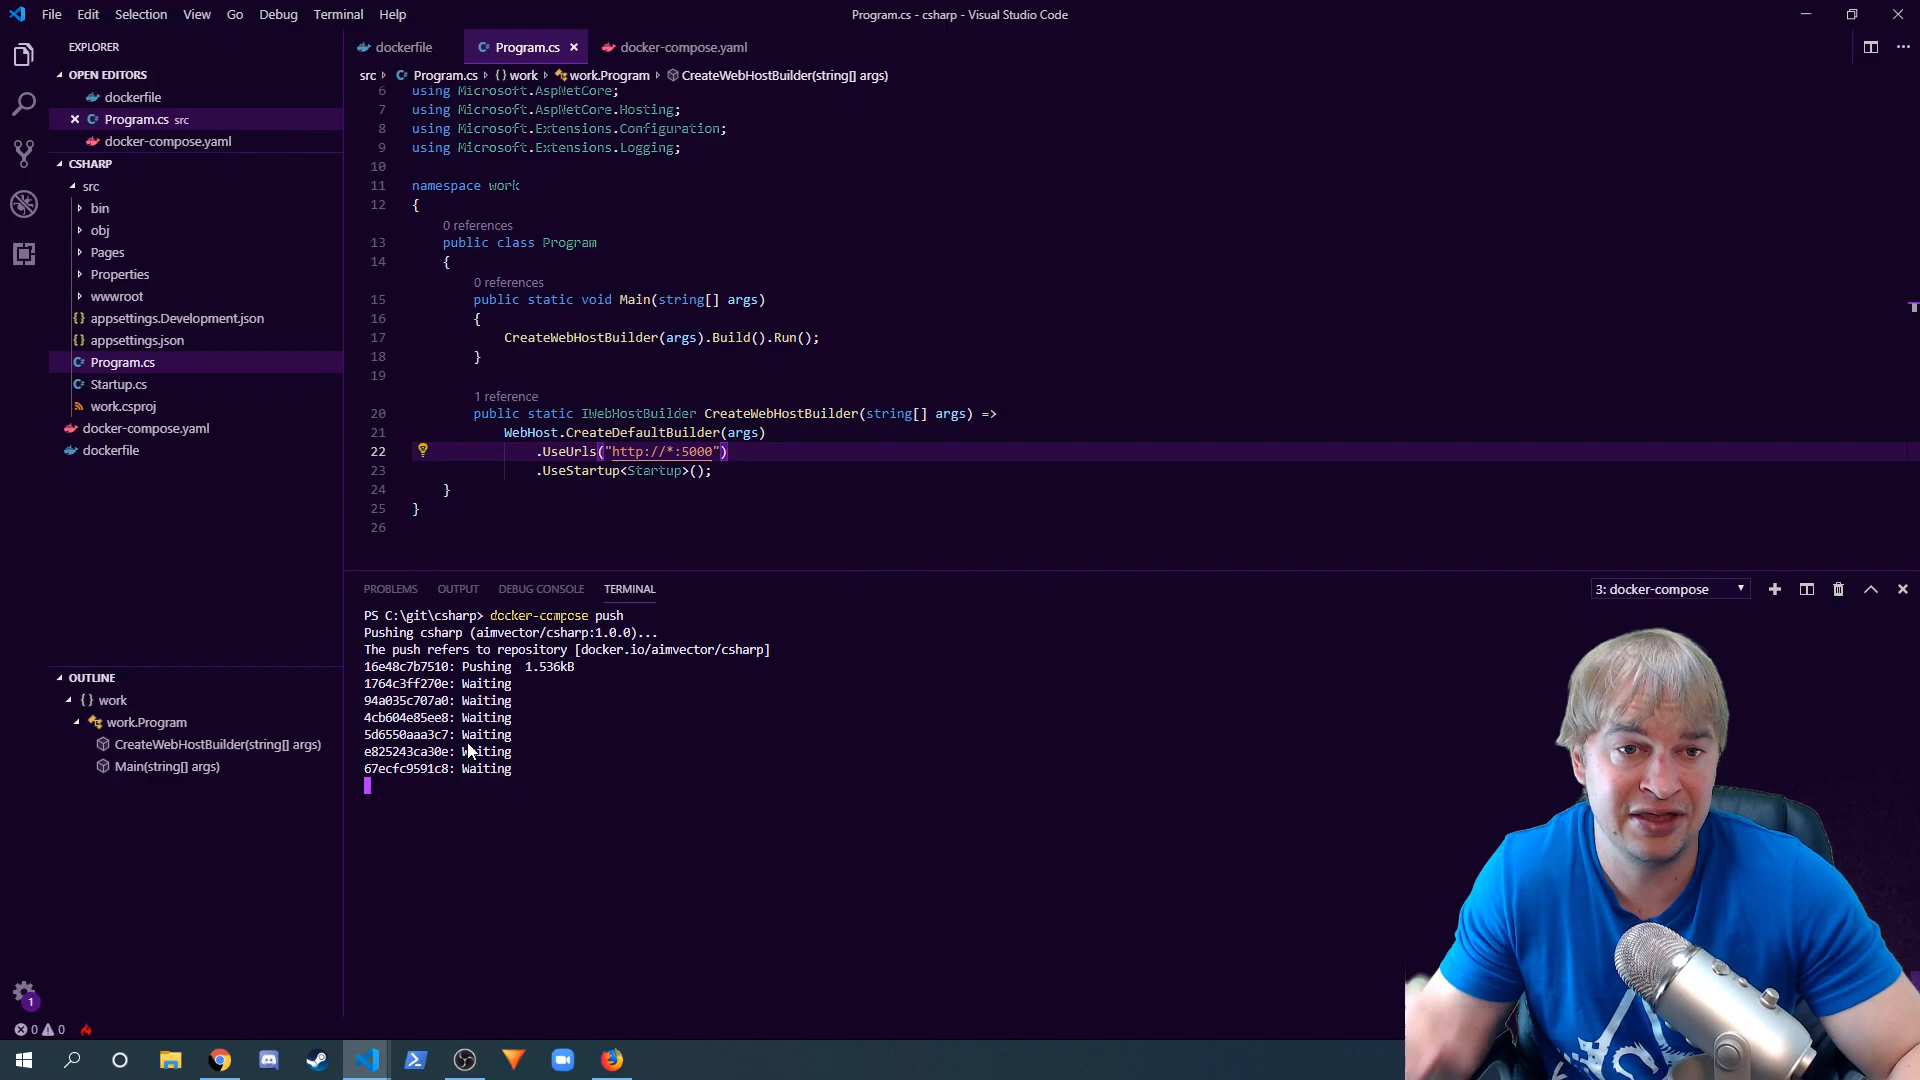 File Edit Selection View Go Debug Terminal Help
Program.cs - csharp - Visual Studio Code
EXPLORER
OPEN EDITORS
dockerfile
Program.cs src
docker-compose.yaml
CSHARP
src
bin
obj
Pages
Properties
wwwroot
appsettings.Development.json
appsettings.json
Program.cs
Startup.cs
work.csproj
docker-compose.yaml
dockerfile
OUTLINE
work
work.Program
CreateWebHostBuilder(string[] args)
Main(string[] args)
dockerfile
Program.cs
docker-compose.yaml
src Program.cs {} work work.Program CreateWebHostBuilder(string[] args)
6 using Microsoft.AspNetCore;
7 using Microsoft.AspNetCore.Hosting;
8 using Microsoft.Extensions.Configuration;
9 using Microsoft.Extensions.Logging;
10
11 namespace work
12 {
0 references
13 public class Program
14 {
0 references
15 public static void Main(string[] args)
16 {
17 CreateWebHostBuilder(args).Build().Run();
18 }
19
1 reference
20 public static IWebHostBuilder CreateWebHostBuilder(string[] args) =>
21 WebHost.CreateDefaultBuilder(args)
22 .UseUrls("http://*:5000")
23 .UseStartup<Startup>();
24 }
25 }
26
PROBLEMS OUTPUT DEBUG CONSOLE TERMINAL
3: docker-compose
PS C:\git\csharp> docker-compose push
Pushing csharp (aimvector/csharp:1.0.0)...
The push refers to repository [docker.io/aimvector/csharp]
16e48c7b7510: Pushing 1.536kB
1764c3ff270e: Waiting
94a035c707a0: Waiting
4cb604e85ee8: Waiting
5d6550aaa3c7: Waiting
e825243ca30e: Waiting
67ecfc9591c8: Waiting
1
0 0